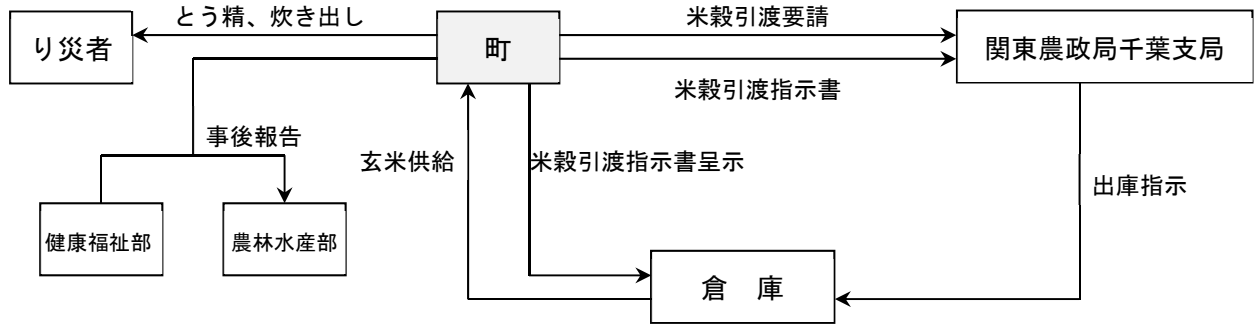 とう精、炊き出し
米穀引渡要請
り災者
町
関東農政局千葉支局
米穀引渡指示書
事後報告
玄米供給
米穀引渡指示書呈示
出庫指示
健康福祉部
農林水産部
倉　庫